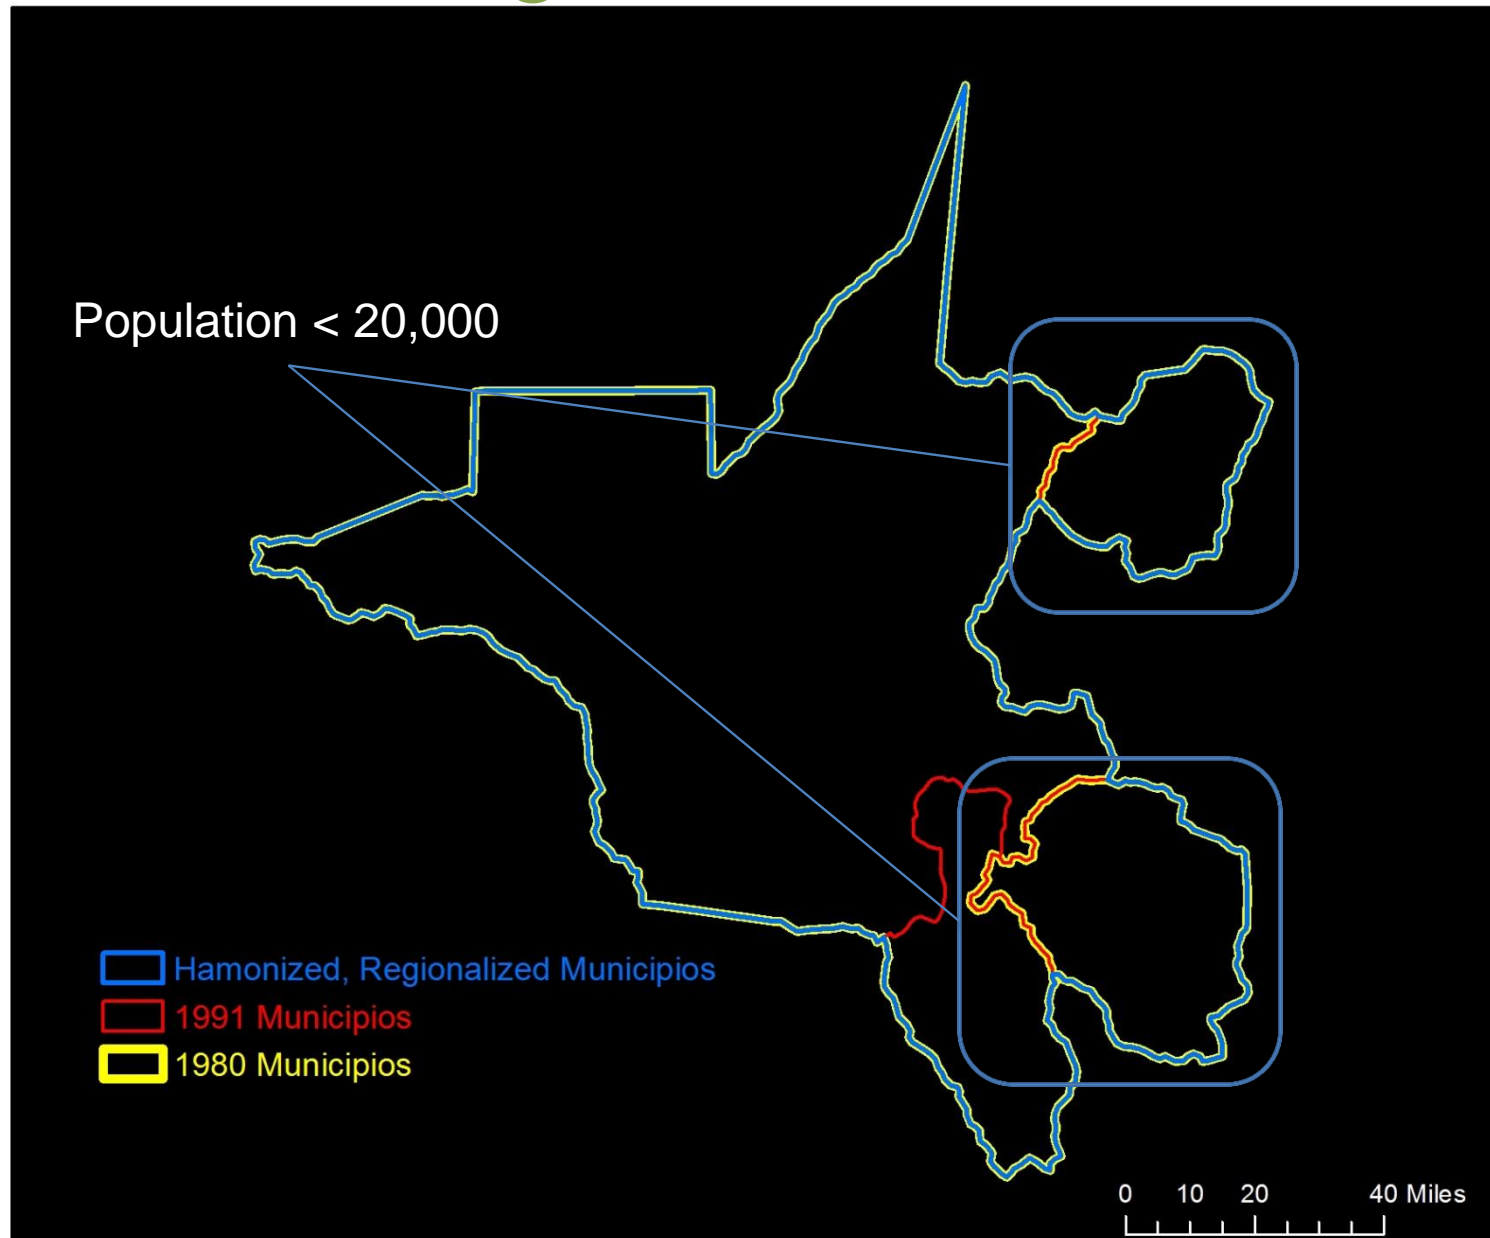 Population < 20,000
Hamonized, Regionalized Municipios
1991 Municipios
1980 Municipios
0 10 20 40 Miles